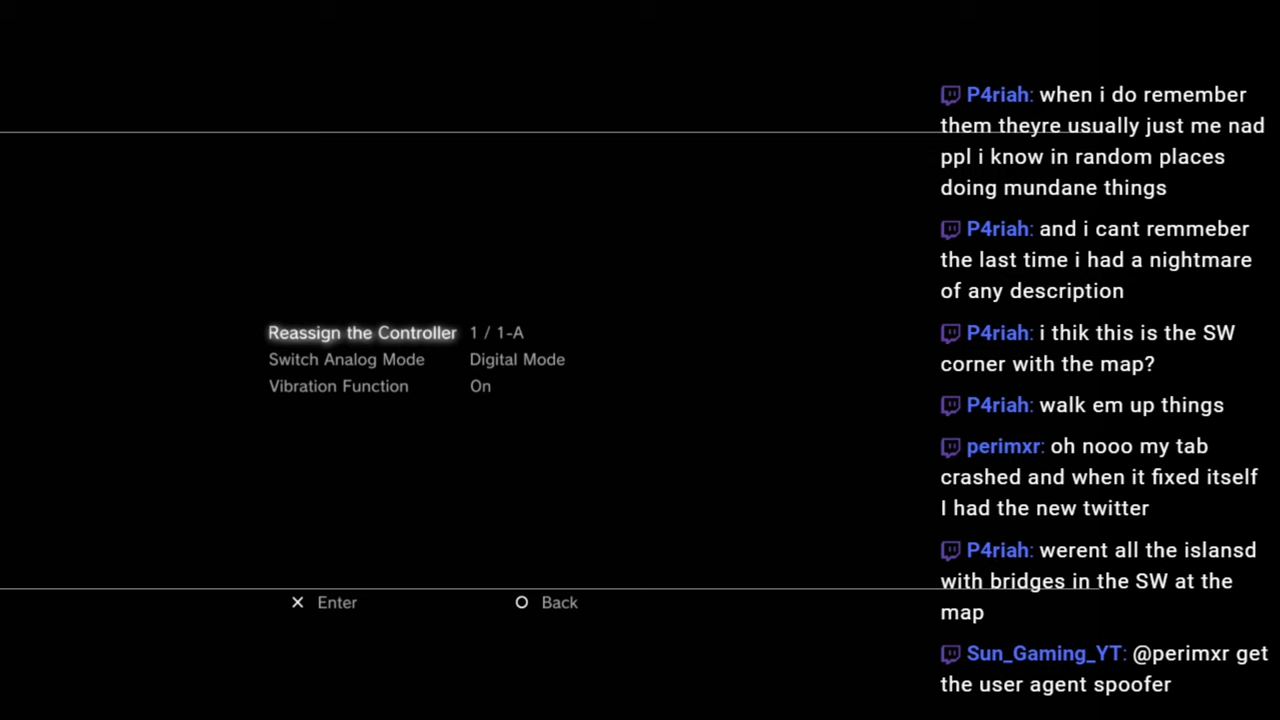 Reassign the Controller 1 / 1-A
Switch Analog Mode Digital Mode
Vibration Function On
X Enter O Back
P4riah: when i do remember
them theyre usually just me nad
ppl i know in random places
doing mundane things
P4riah: and i cant remmeber
the last time i had a nightmare
of any description
P4riah: i thik this is the SW
corner with the map?
P4riah: walk em up things
perimxr: oh nooo my tab
crashed and when it fixed itself
I had the new twitter
P4riah: werent all the islansd
with bridges in the SW at the
map
Sun_Gaming_YT: @perimxr get
the user agent spoofer